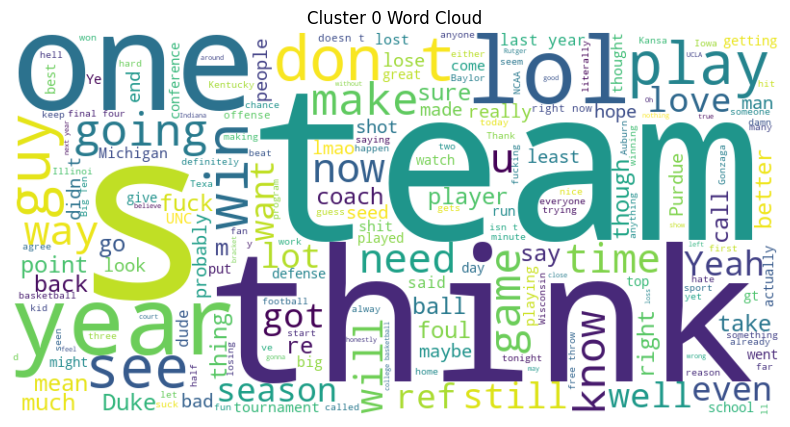 Cluster 0 Word Cloud
one
don t
lol
play
team
think
s
year
guy
way
going
win
make
sure
made
really
love
man
hope
people
lose
great
come
Baylor
last year
lost
doesn t
anyone
either
seem
NCAA
Rutger
thought
literally
Kansa
Iowa
getting
UCLA
hit
Oh
someone
damn
many
hell
won
around
best
hard
Ye
keep
final four
Kentucky
Indiana
chance
offense
making
beat
end
conference
next year
Michigan
definitely
Illinoi
Texa
Big Ten
didn t
fuck
UNC
give
believe
go
m
probably
put
look
point
back
agree
basketball
kid
see
want
program
fan
y
lmao
shot
saying
happen
watch
guess
gets
now
coach
shit
played
player
seed
right now
today
Thank
two
u
fucking
least
nice
everyone
trying
isn t
minute
run
though
Auburn
winning
anything
true
nothing
show
call
Gonzaga
Purdue
better
lot
need
time
say
game
playing
Wisconsin
Yeah
know
top
left
first
hate
sport
yet
gt
actually
loss
take
something
already
went
far
reason
wrong
right
free throw
school
ll
even
well
still
ref
tonight
may
home
maybe
foul
ball
said
day
defense
work
got
re
big
football
start
ve
gonna
alway
honestly
close
college basketball
called
will
season
tournament
fun
half
losing
thing
dude
bad
Duke
let
suck
court
three
seen
feel
might
mean
much
d
bracket
without
good